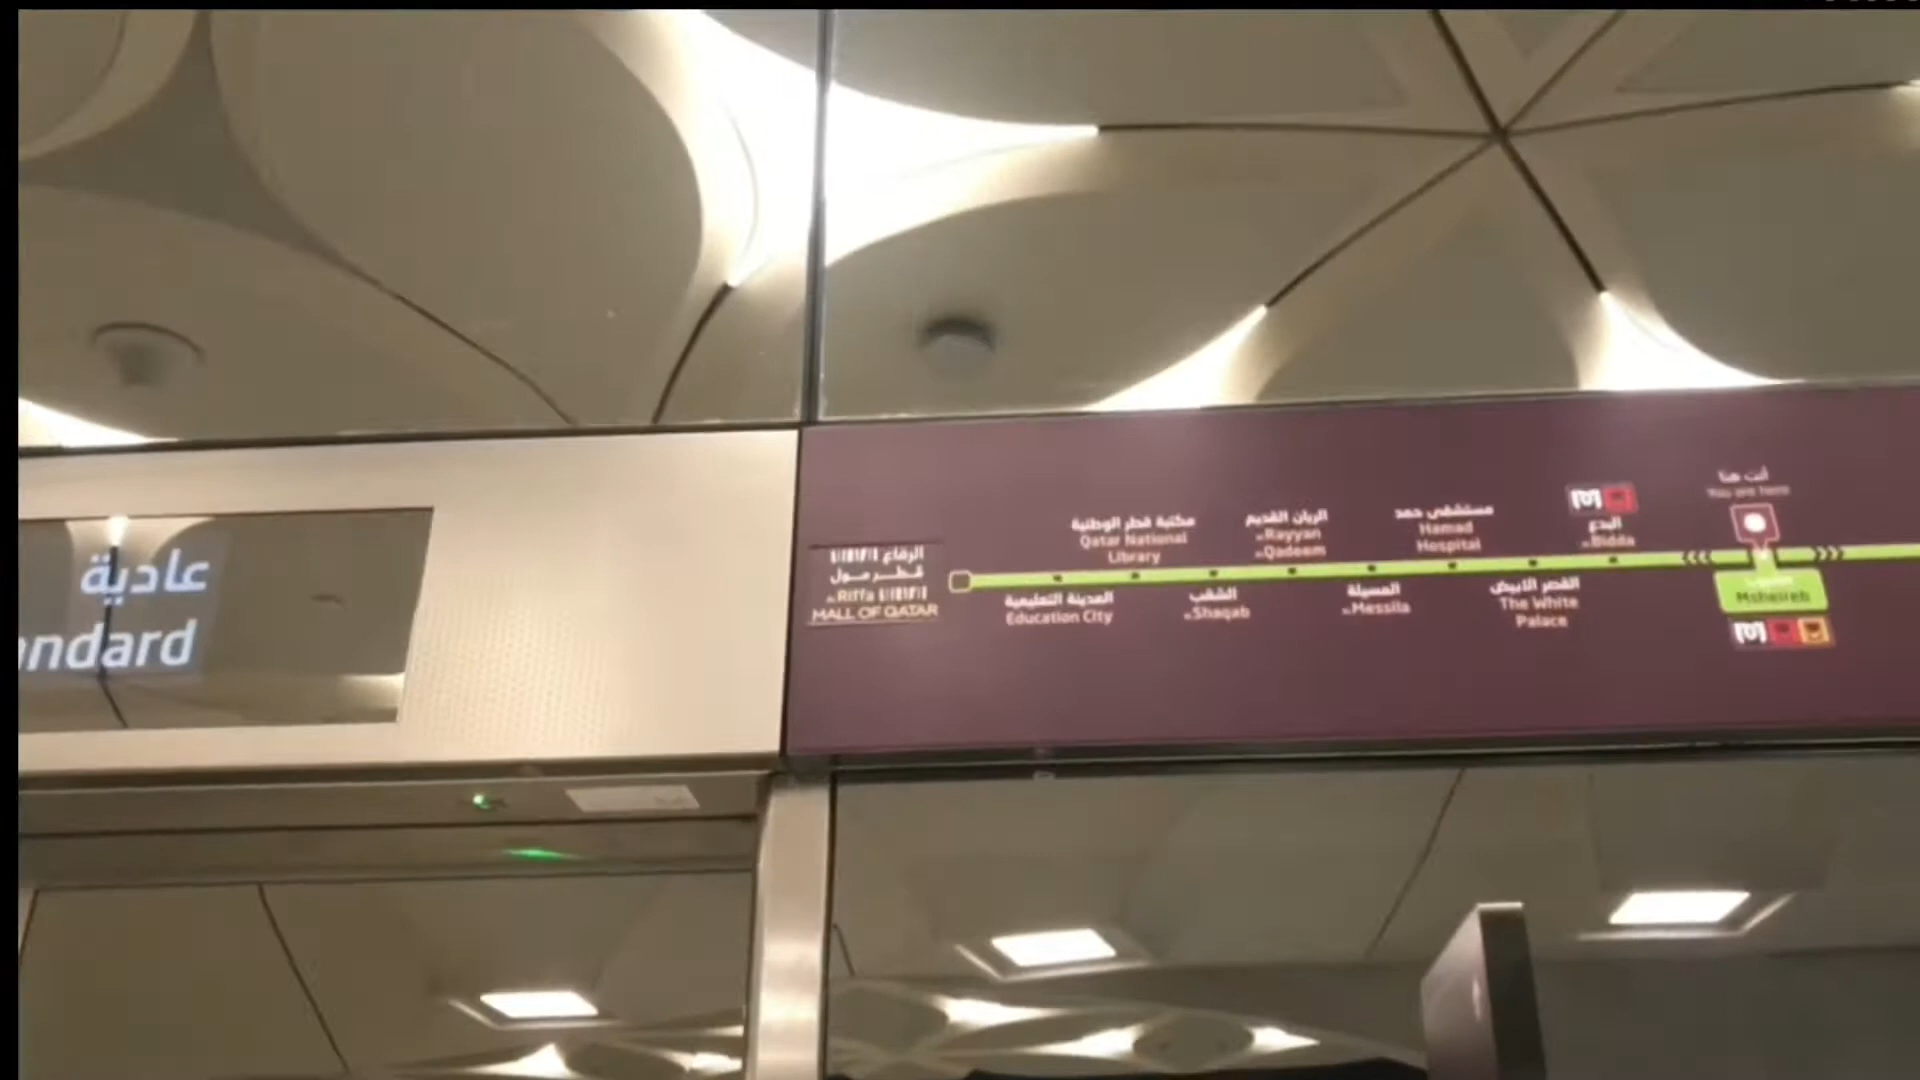 عادية
ndard
الرفاع
قطر مول
Al Riffa
MALL OF QATAR
المدينة التعليمية
Education City
مكتبة قطر الوطنية
Qatar National
Library
الشقب
Al Shaqab
الريان القديم
Al Rayyan
Al Qadeem
المسيلة
Al Messila
مستشفى حمد
Hamad
Hospital
القصر الابيض
The White
Palace
البدع
Al Bidda
أنت هنا
You are here
مشيرب
Msheireb